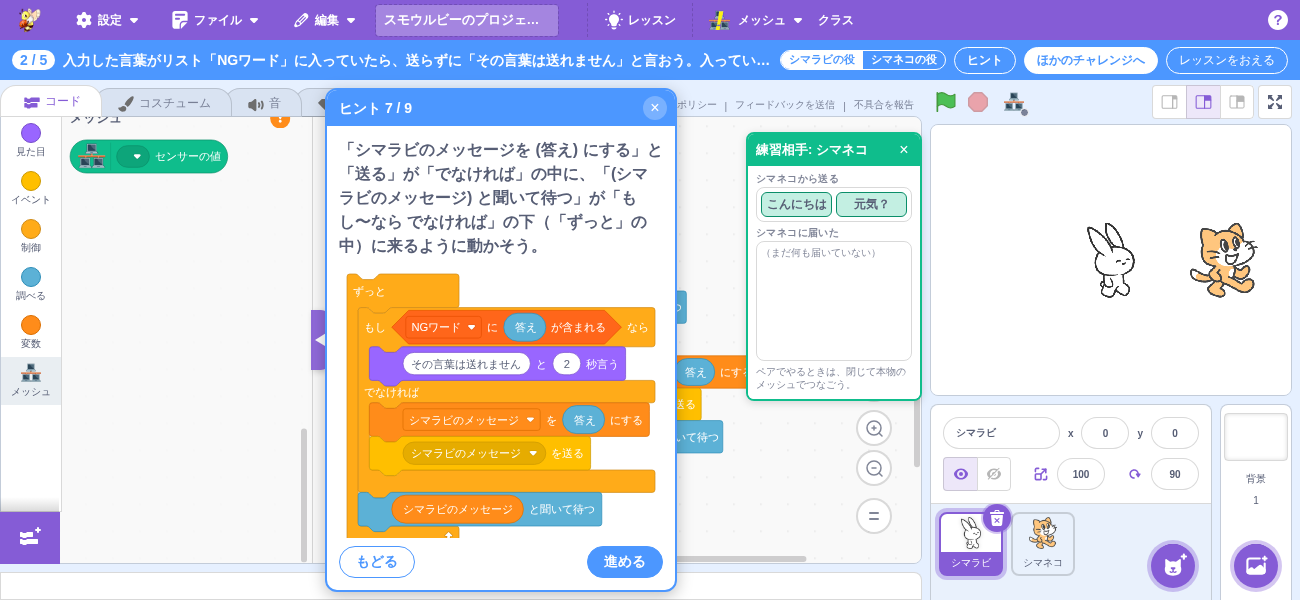 設定
ファイル
編集
スモウルビーのプロジェ…
レッスン
メッシュ
クラス
?
2 / 5
入力した言葉がリスト「NGワード」に入っていたら、送らずに「その言葉は送れません」と言おう。入ってい…
シマラビの役
シマネコの役
ヒント
ほかのチャレンジへ
レッスンをおえる
コード
コスチューム
音
ポリシー | フィードバックを送信 | 不具合を報告
見た目
イベント
制御
調べる
変数
メッシュ
メッシュ
センサーの値
ヒント 7 / 9
×
「シマラビのメッセージを (答え) にする」と
「送る」が「でなければ」の中に、「(シマ
ラビのメッセージ) と聞いて待つ」が「も
し〜なら でなければ」の下（「ずっと」の
中）に来るように動かそう。
ずっと
もし NGワード に 答え が含まれる なら
その言葉は送れません と 2 秒言う
でなければ
シマラビのメッセージ を 答え にする
シマラビのメッセージ を送る
シマラビのメッセージ と聞いて待つ
もどる
進める
答え
送る
いて待つ
練習相手: シマネコ
×
シマネコから送る
こんにちは
元気？
シマネコに届いた
（まだ何も届いていない）
ペアでやるときは、閉じて本物の
メッシュでつなごう。
シマラビ
x
0
y
0
100
90
シマラビ
シマネコ
背景
1